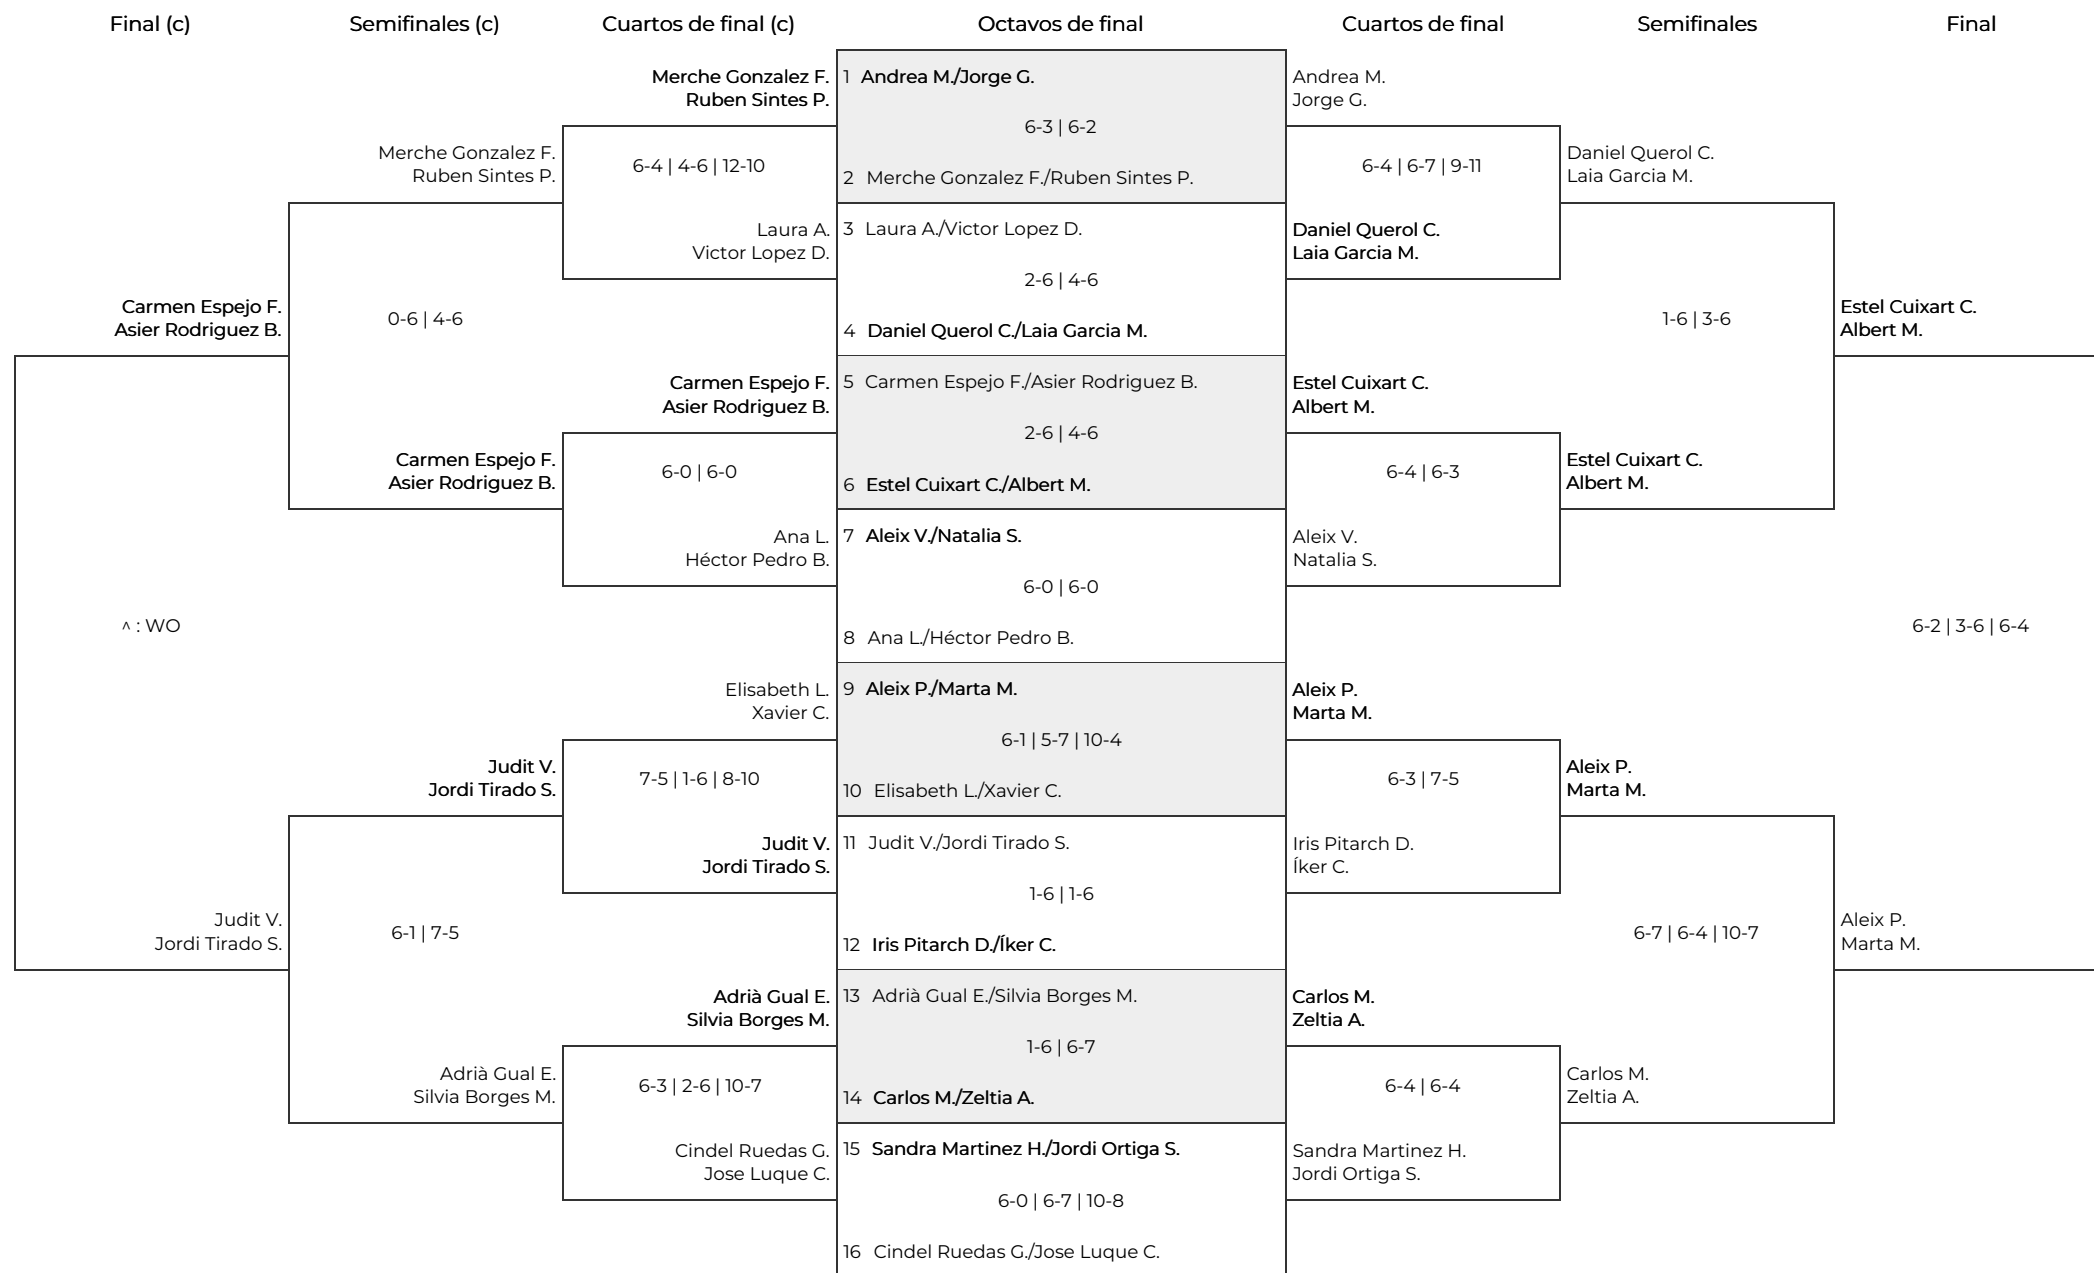 Final (c)
Semifinales (c)
Cuartos de final (c)
Octavos de final
Cuartos de final
Semifinales
Final
Carmen Espejo F.
Asier Rodriguez B.
^ : WO
Judit V.
Jordi Tirado S.
Merche Gonzalez F.
Ruben Sintes P.
0-6 | 4-6
Carmen Espejo F.
Asier Rodriguez B.
Judit V.
Jordi Tirado S.
6-1 | 7-5
Adrià Gual E.
Silvia Borges M.
Merche Gonzalez F.
Ruben Sintes P.
6-4 | 4-6 | 12-10
Laura A.
Victor Lopez D.
Carmen Espejo F.
Asier Rodriguez B.
6-0 | 6-0
Ana L.
Héctor Pedro B.
Elisabeth L.
Xavier C.
7-5 | 1-6 | 8-10
Judit V.
Jordi Tirado S.
Adrià Gual E.
Silvia Borges M.
6-3 | 2-6 | 10-7
Cindel Ruedas G.
Jose Luque C.
1 Andrea M./Jorge G.
6-3 | 6-2
2 Merche Gonzalez F./Ruben Sintes P.
3 Laura A./Victor Lopez D.
2-6 | 4-6
4 Daniel Querol C./Laia Garcia M.
5 Carmen Espejo F./Asier Rodriguez B.
2-6 | 4-6
6 Estel Cuixart C./Albert M.
7 Aleix V./Natalia S.
6-0 | 6-0
8 Ana L./Héctor Pedro B.
9 Aleix P./Marta M.
6-1 | 5-7 | 10-4
10 Elisabeth L./Xavier C.
11 Judit V./Jordi Tirado S.
1-6 | 1-6
12 Iris Pitarch D./Íker C.
13 Adrià Gual E./Silvia Borges M.
1-6 | 6-7
14 Carlos M./Zeltia A.
15 Sandra Martinez H./Jordi Ortiga S.
6-0 | 6-7 | 10-8
16 Cindel Ruedas G./Jose Luque C.
Andrea M.
Jorge G.
6-4 | 6-7 | 9-11
Daniel Querol C.
Laia Garcia M.
Estel Cuixart C.
Albert M.
6-4 | 6-3
Aleix V.
Natalia S.
Aleix P.
Marta M.
6-3 | 7-5
Iris Pitarch D.
Íker C.
Carlos M.
Zeltia A.
6-4 | 6-4
Sandra Martinez H.
Jordi Ortiga S.
Daniel Querol C.
Laia Garcia M.
1-6 | 3-6
Estel Cuixart C.
Albert M.
Aleix P.
Marta M.
6-7 | 6-4 | 10-7
Carlos M.
Zeltia A.
Estel Cuixart C.
Albert M.
6-2 | 3-6 | 6-4
Aleix P.
Marta M.